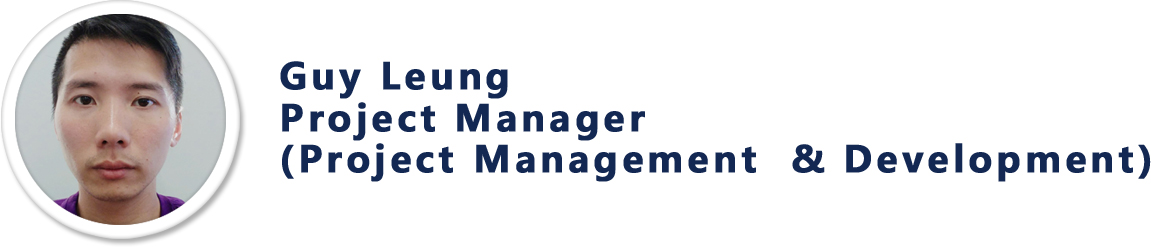 Guy Leung
Project Manager
(Project Management & Development)